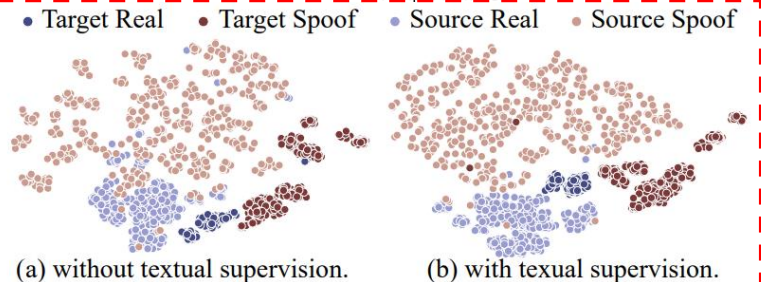 Target Real Target Spoof Source Real Source Spoof
(a) without textual supervision. (b) with texual supervision.